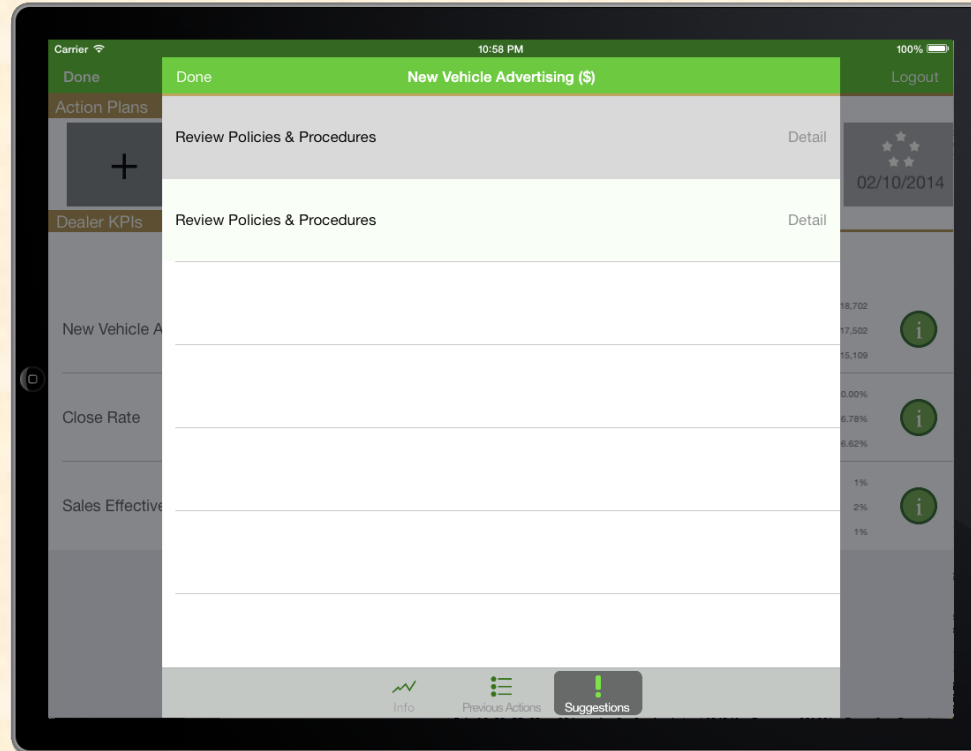 Carrier 10:58 PM 100%
Done Done New Vehicle Advertising ($) Logout
Action Plans
Review Policies & Procedures Detail
+ 02/10/2014
Dealer KPIs
Review Policies & Procedures Detail
18,702
New Vehicle A 17,502 i
15,109
0.00%
Close Rate 6.78% i
6.62%
1%
Sales Effective 2% i
1%
Info Previous Actions Suggestions